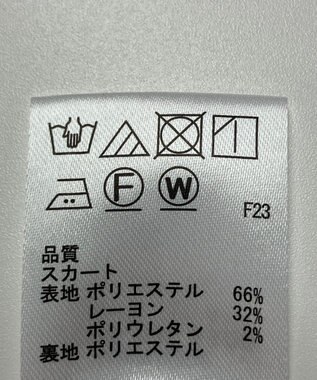 F W F23
品質
スカート
表地 ポリエステル 66%
レーヨン 32%
ポリウレタン 2%
裏地 ポリエステル